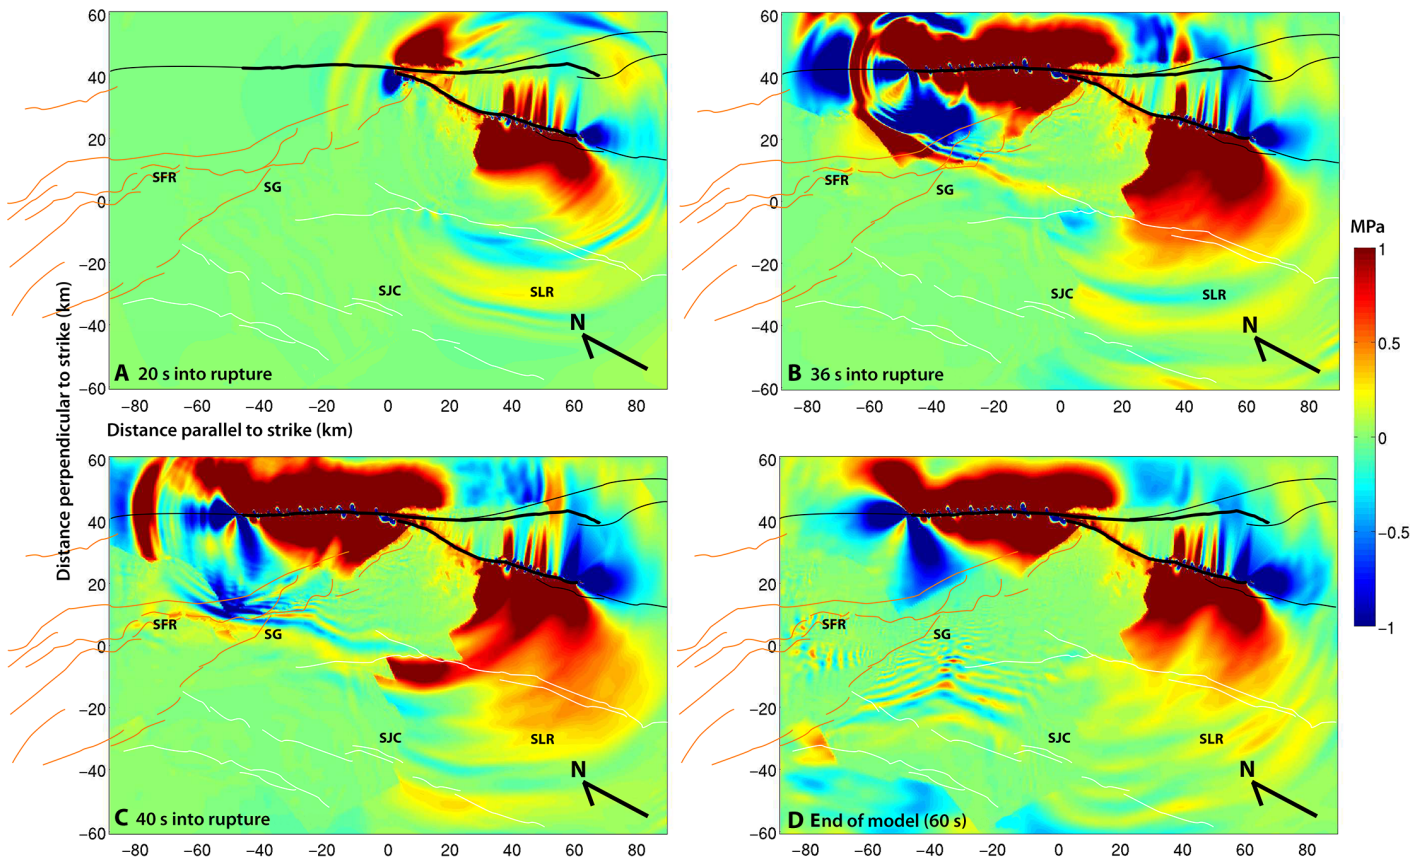 60
40
20
0
−20
−40
−60
SFR
SG
SJC
SLR
N
A 20 s into rupture
−80 −60 −40 −20 0 20 40 60 80
60
40
20
0
−20
−40
−60
SFR
SG
SJC
SLR
N
B 36 s into rupture
−80 −60 −40 −20 0 20 40 60 80
MPa
1
0.5
0
−0.5
−1
Distance parallel to strike (km)
Distance perpendicular to strike (km)
60
40
20
0
−20
−40
−60
SFR
SG
SJC
SLR
N
C 40 s into rupture
−80 −60 −40 −20 0 20 40 60 80
60
40
20
0
−20
−40
−60
SFR
SG
SJC
SLR
N
D End of model (60 s)
−80 −60 −40 −20 0 20 40 60 80